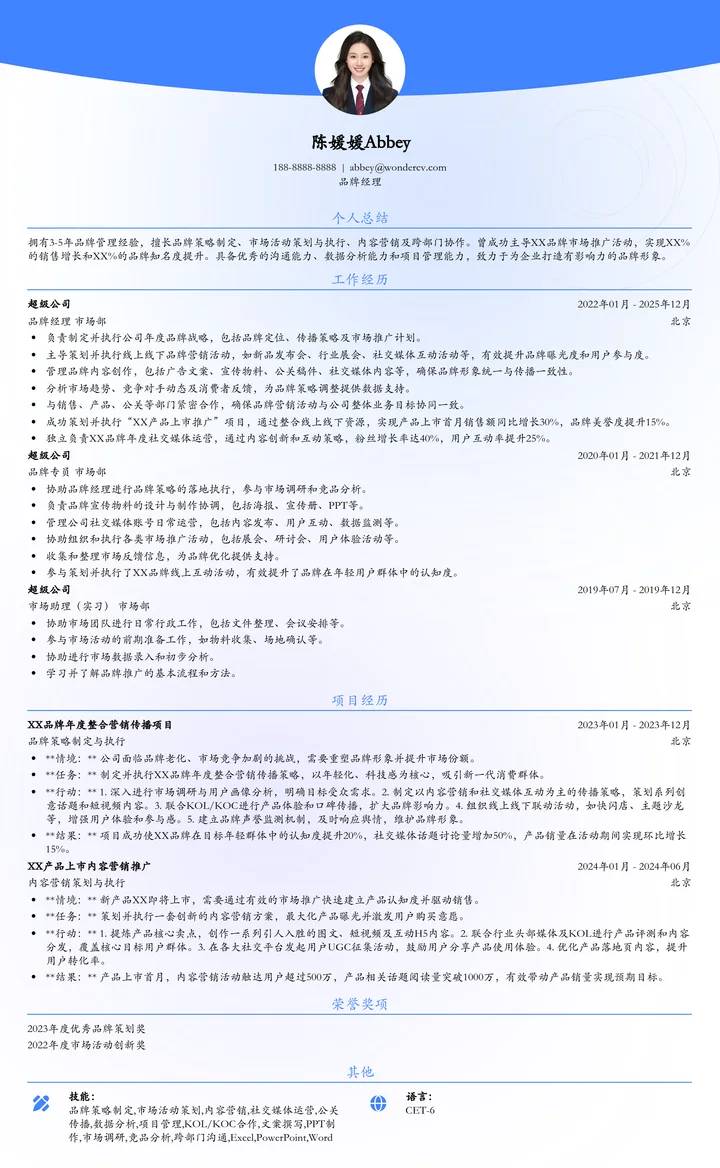 陈媛媛Abbey
188-8888-8888 | abbey@wondercv.com
品牌经理
个人总结
拥有3-5年品牌管理经验，擅长品牌策略制定、市场活动策划与执行、内容营销及跨部门协作。曾成功主导XX品牌市场推广活动，实现XX%
的销售增长和XX%的品牌知名度提升。具备优秀的沟通能力、数据分析能力和项目管理能力，致力于为企业打造有影响力的品牌形象。
工作经历
超级公司 2022年01月 - 2025年12月
品牌经理 市场部 北京
• 负责制定并执行公司年度品牌战略，包括品牌定位、传播策略及市场推广计划。
• 主导策划并执行线上线下品牌营销活动，如新品发布会、行业展会、社交媒体互动活动等，有效提升品牌曝光度和用户参与度。
• 管理品牌内容创作，包括广告文案、宣传物料、公关稿件、社交媒体内容等，确保品牌形象统一与传播一致性。
• 分析市场趋势、竞争对手动态及消费者反馈，为品牌策略调整提供数据支持。
• 与销售、产品、公关等部门紧密合作，确保品牌营销活动与公司整体业务目标协同一致。
• 成功策划并执行“XX产品上市推广”项目，通过整合线上线下资源，实现产品上市首月销售额同比增长30%，品牌美誉度提升15%。
• 独立负责XX品牌年度社交媒体运营，通过内容创新和互动策略，粉丝增长率达40%，用户互动率提升25%。
超级公司 2020年01月 - 2021年12月
品牌专员 市场部 北京
• 协助品牌经理进行品牌策略的落地执行，参与市场调研和竞品分析。
• 负责品牌宣传物料的设计与制作协调，包括海报、宣传册、PPT等。
• 管理公司社交媒体账号日常运营，包括内容发布、用户互动、数据监测等。
• 协助组织和执行各类市场推广活动，包括展会、研讨会、用户体验活动等。
• 收集和整理市场反馈信息，为品牌优化提供支持。
• 参与策划并执行了XX品牌线上互动活动，有效提升了品牌在年轻用户群体中的认知度。
超级公司 2019年07月 - 2019年12月
市场助理（实习） 市场部 北京
• 协助市场团队进行日常行政工作，包括文件整理、会议安排等。
• 参与市场活动的前期准备工作，如物料收集、场地确认等。
• 协助进行市场数据录入和初步分析。
• 学习并了解品牌推广的基本流程和方法。
项目经历
XX品牌年度整合营销传播项目 2023年01月 - 2023年12月
品牌策略制定与执行 北京
• **情境：** 公司面临品牌老化、市场竞争加剧的挑战，需要重塑品牌形象并提升市场份额。
• **任务：** 制定并执行XX品牌年度整合营销传播策略，以年轻化、科技感为核心，吸引新一代消费群体。
• **行动：** 1. 深入进行市场调研与用户画像分析，明确目标受众需求。2. 制定以内容营销和社交媒体互动为主的传播策略，策划系列创
意话题和短视频内容。3. 联合KOL/KOC进行产品体验和口碑传播，扩大品牌影响力。4. 组织线上线下联动活动，如快闪店、主题沙龙
等，增强用户体验和参与感。5. 建立品牌声誉监测机制，及时响应舆情，维护品牌形象。
• **结果：** 项目成功使XX品牌在目标年轻群体中的认知度提升20%，社交媒体话题讨论量增加50%，产品销量在活动期间实现环比增长
15%。
XX产品上市内容营销推广 2024年01月 - 2024年06月
内容营销策划与执行 北京
• **情境：** 新产品XX即将上市，需要通过有效的市场推广快速建立产品认知度并驱动销售。
• **任务：** 策划并执行一套创新的内容营销方案，最大化产品曝光并激发用户购买意愿。
• **行动：** 1. 提炼产品核心卖点，创作一系列引人入胜的图文、短视频及互动H5内容。2. 联合行业头部媒体及KOL进行产品评测和内容
分发，覆盖核心目标用户群体。3. 在各大社交平台发起用户UGC征集活动，鼓励用户分享产品使用体验。4. 优化产品落地页内容，提升
用户转化率。
• **结果：** 产品上市首月，内容营销活动触达用户超过500万，产品相关话题阅读量突破1000万，有效带动产品销量实现预期目标。
荣誉奖项
2023年度优秀品牌策划奖
2022年度市场活动创新奖
其他
技能：
品牌策略制定,市场活动策划,内容营销,社交媒体运营,公关
传播,数据分析,项目管理,KOL/KOC合作,文案撰写,PPT制
作,市场调研,竞品分析,跨部门沟通,Excel,PowerPoint,Word
语言：
CET-6